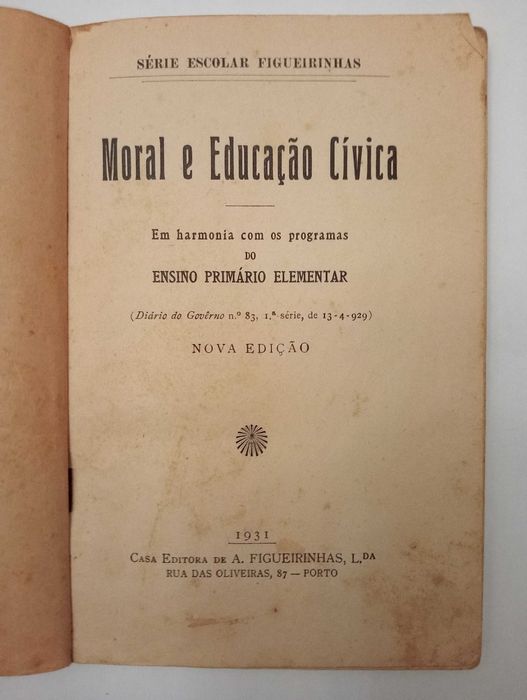 SÉRIE ESCOLAR FIGUEIRINHAS
Moral e Educação Cívica
Em harmonia com os programas
DO
ENSINO PRIMÁRIO ELEMENTAR
(Diário do Govêrno n.º 83, 1.ª série, de 13-4-929)
NOVA EDIÇÃO
1931
CASA EDITORA DE A. FIGUEIRINHAS, L.DA
RUA DAS OLIVEIRAS, 87 — PORTO